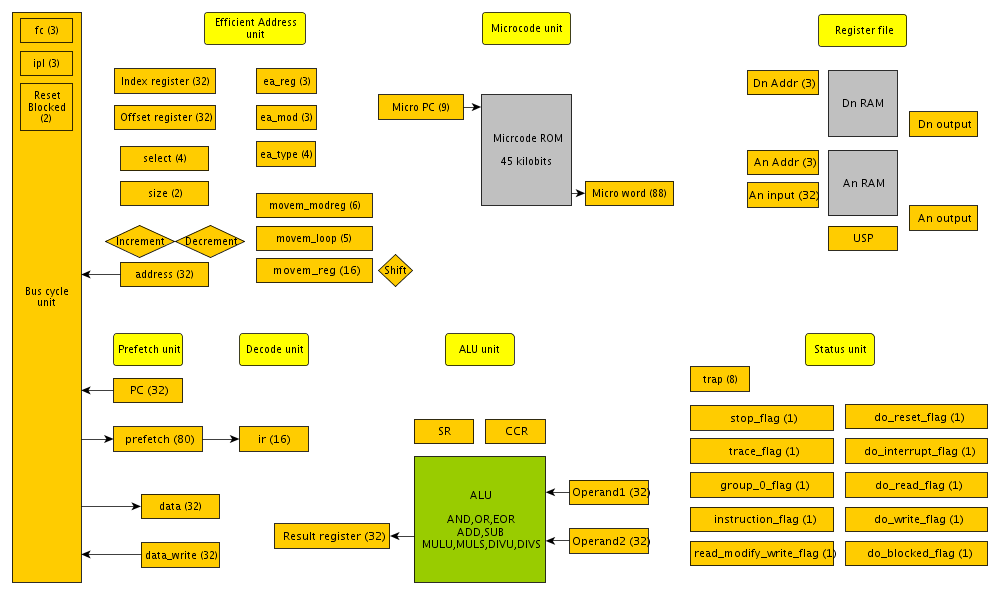 fc (3)
ipl (3)
Reset
Blocked
(2)
Bus cycle
unit
Efficient Address
unit
Index register (32)
Offset register (32)
select (4)
size (2)
Increment
Decrement
address (32)
ea_reg (3)
ea_mod (3)
ea_type (4)
movem_modreg (6)
movem_loop (5)
movem_reg (16)
Shift
Microcode unit
Micro PC (9)
Micrcode ROM
45 kilobits
Micro word (88)
Register file
Dn Addr (3)
Dn RAM
Dn output
An Addr (3)
An input (32)
An RAM
An output
USP
Prefetch unit
PC (32)
prefetch (80)
Decode unit
ir (16)
data (32)
data_write (32)
ALU unit
SR
CCR
ALU
AND,OR,EOR
ADD,SUB
MULU,MULS,DIVU,DIVS
Operand1 (32)
Operand2 (32)
Result register (32)
Status unit
trap (8)
stop_flag (1)
do_reset_flag (1)
trace_flag (1)
do_interrupt_flag (1)
group_0_flag (1)
do_read_flag (1)
instruction_flag (1)
do_write_flag (1)
read_modify_write_flag (1)
do_blocked_flag (1)